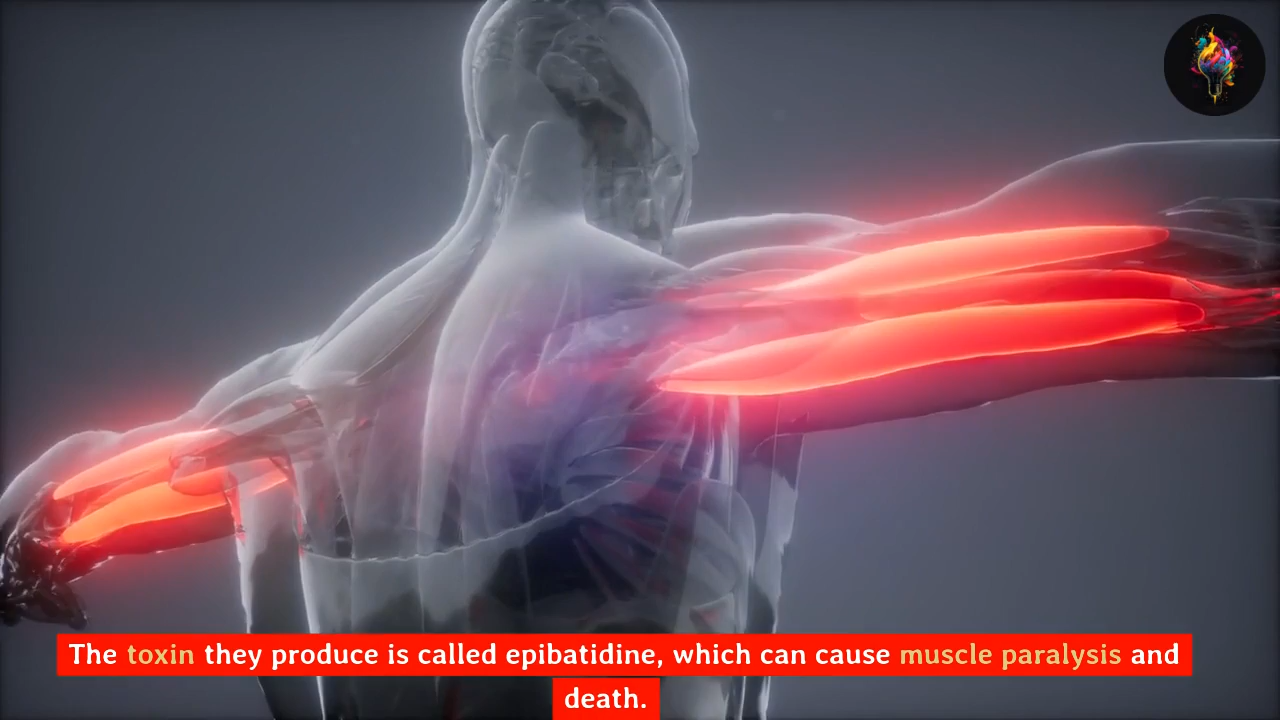 The toxin they produce is called epibatidine, which can cause muscle paralysis and
death.